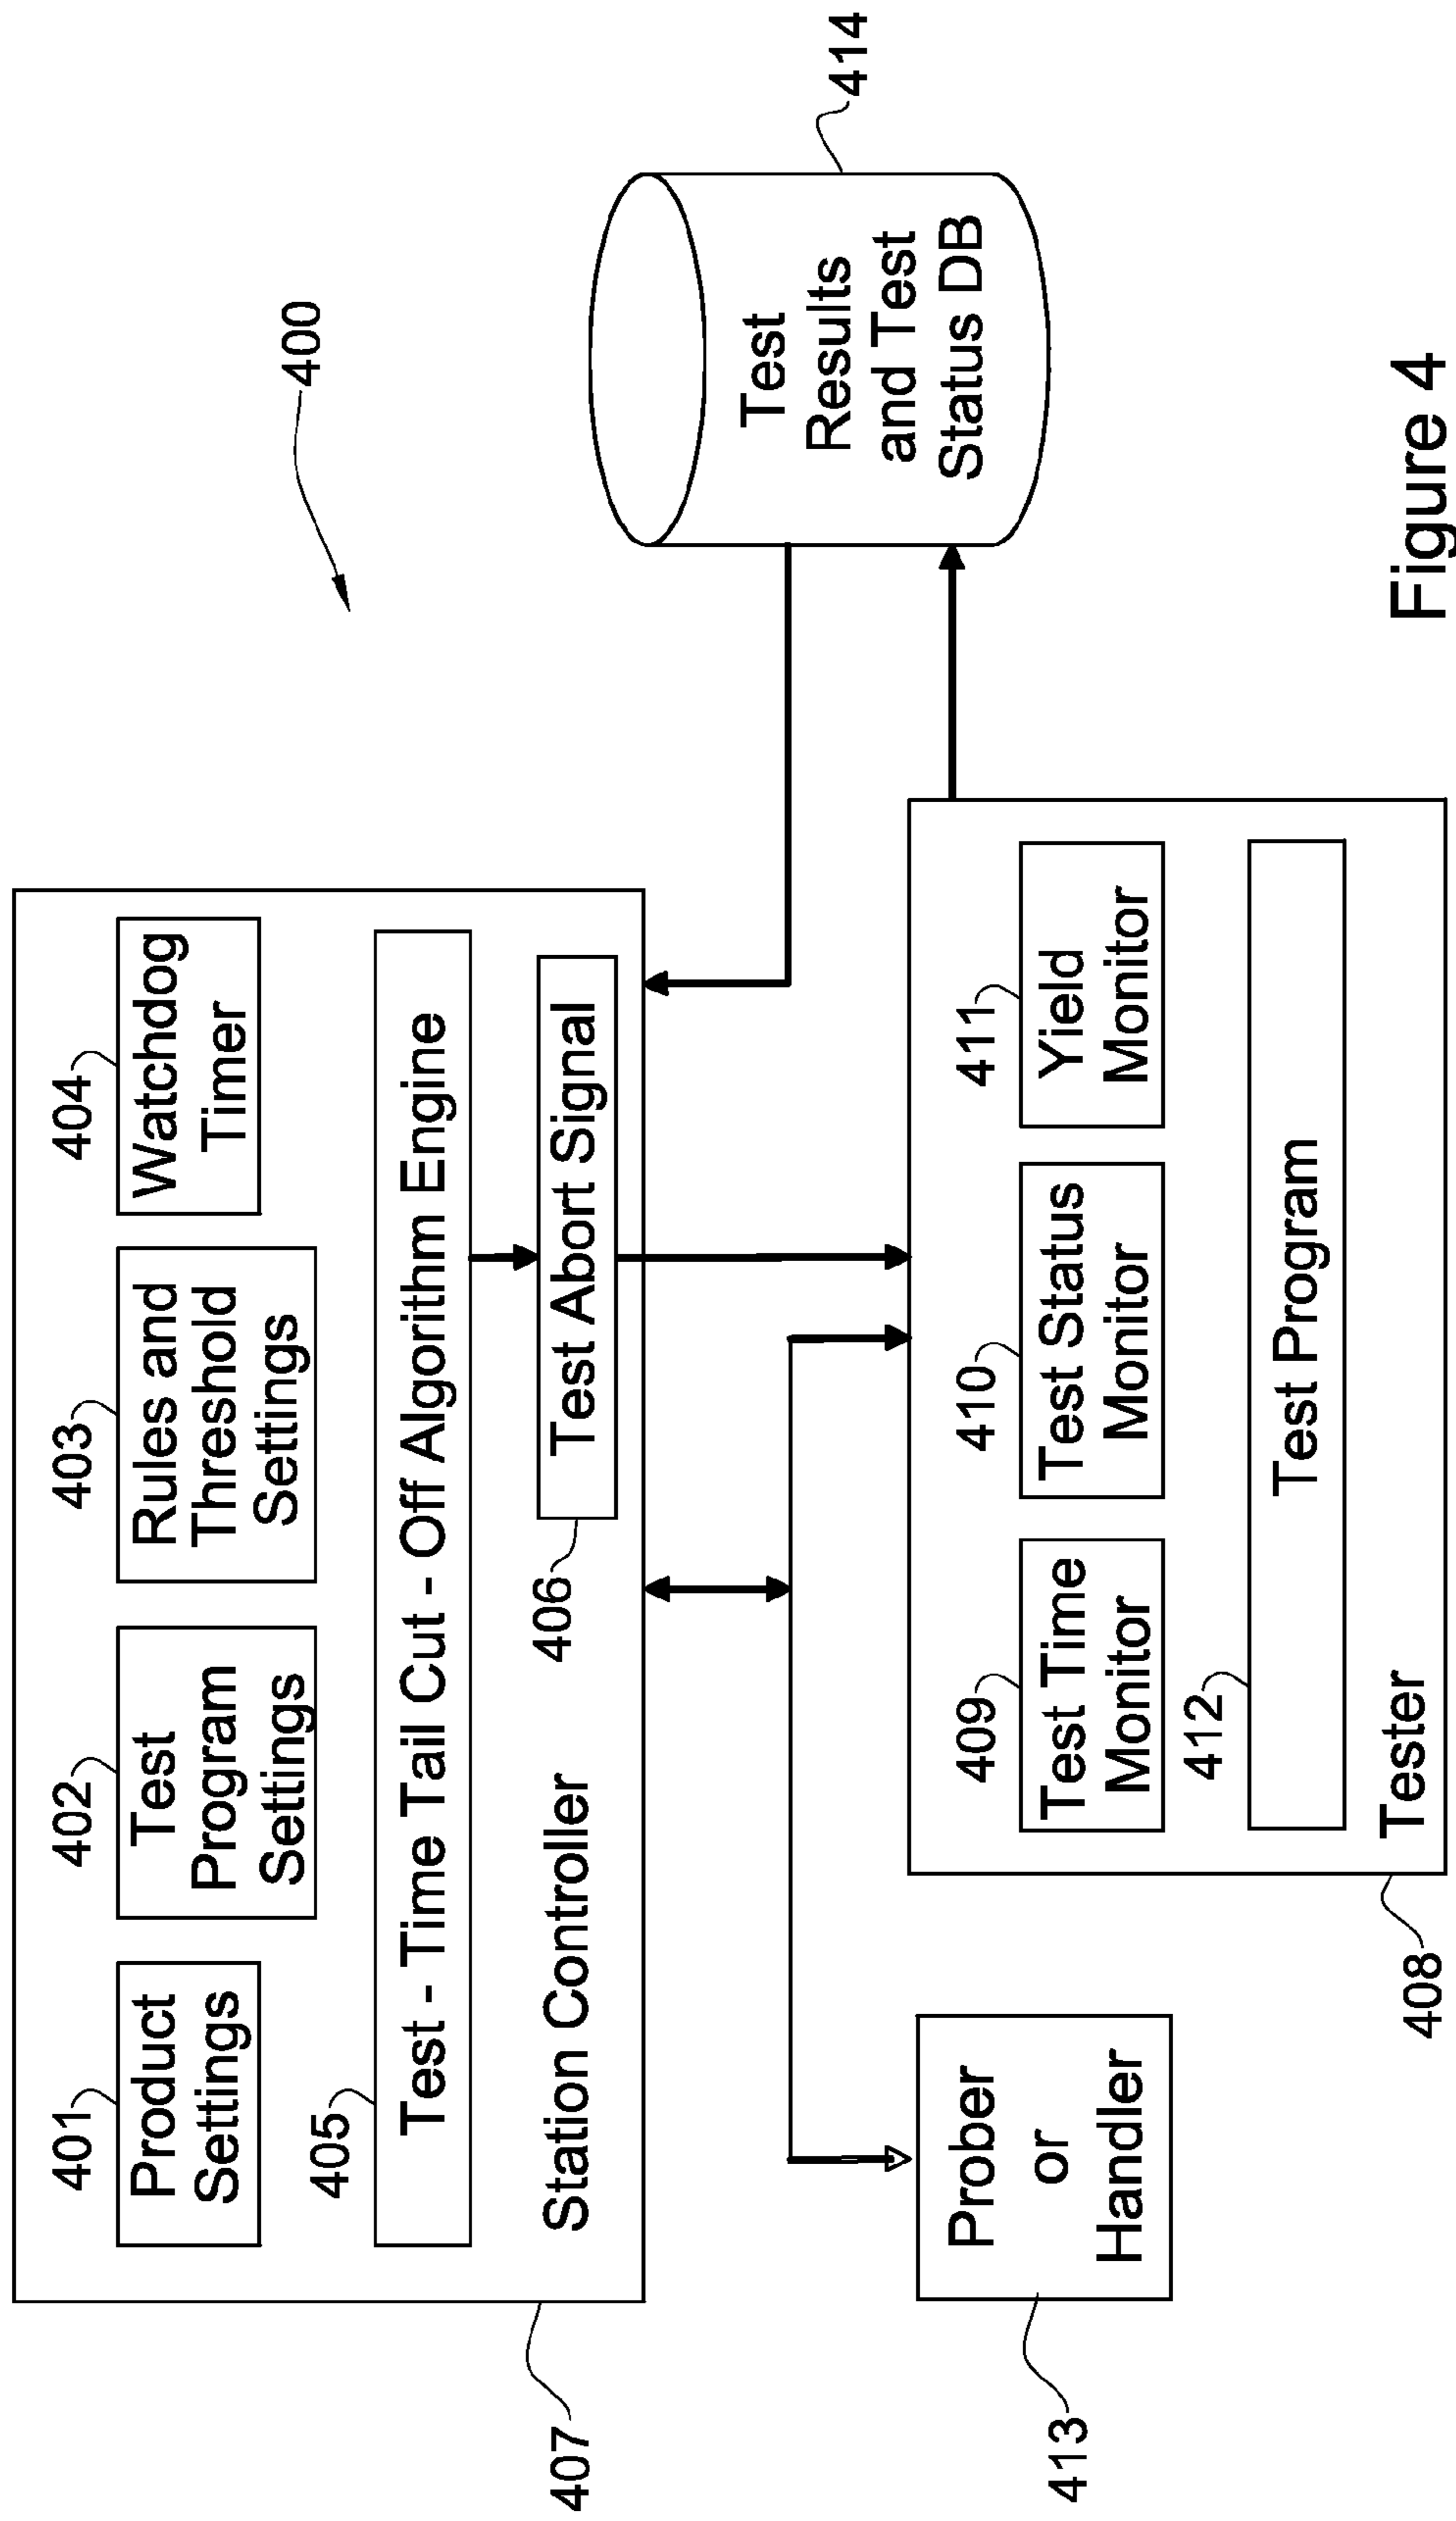 400
401
Product
Settings
402
Test
Program
Settings
403
Rules and
Threshold
Settings
404
Watchdog
Timer
405
Test - Time Tail Cut - Off Algorithm Engine
406
Test Abort Signal
Station Controller
407
414
Test
Results
and Test
Status DB
413
Prober
or
Handler
409
Test Time
Monitor
410
Test Status
Monitor
411
Yield
Monitor
412
Test Program
Tester
408
Figure 4